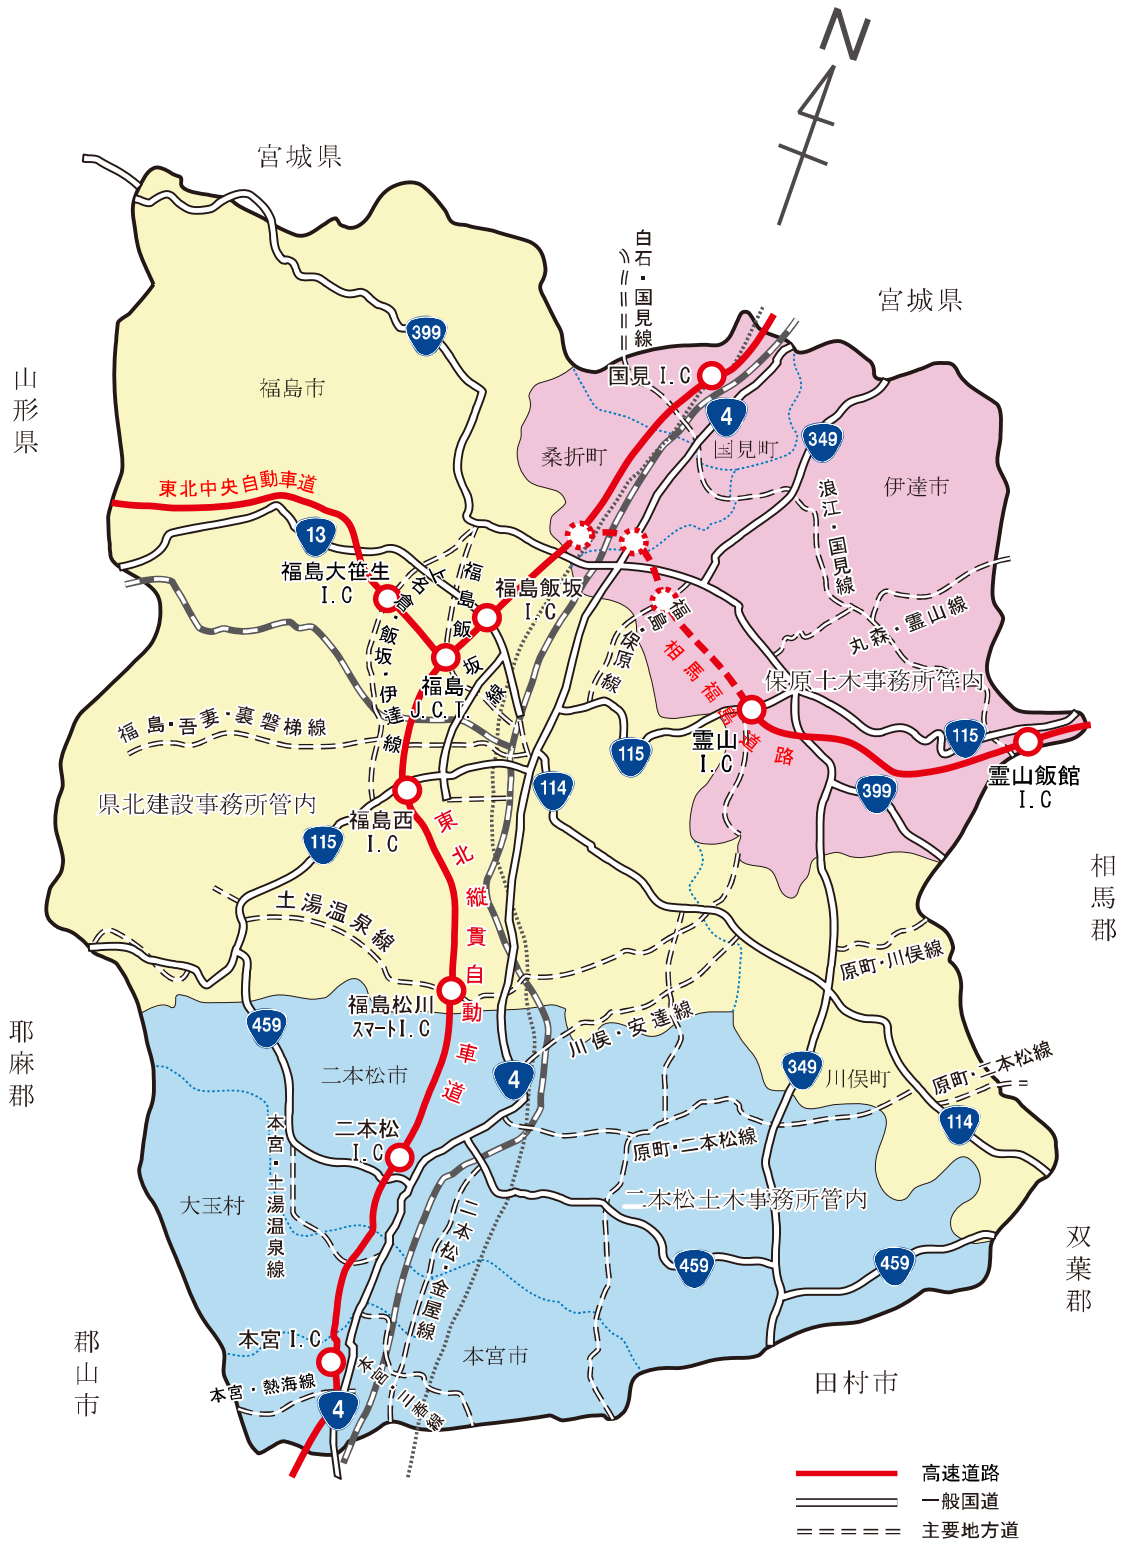 N
宮城県
白石・国見線
宮城県
399
国見 I.C
山形県
福島市
4
349
桑折町
国見町
伊達市
東北中央自動車道
浪江・国見線
13
福島大笹生
I.C
福島飯坂
I.C
上名倉・飯坂・伊達線
福島飯坂線
福島・保原線
丸森・霊山線
相馬福島道路
福島
J.C.T.
保原土木事務所管内
福島・吾妻・裏磐梯線
115
霊山
I.C
115
霊山飯館
I.C
399
114
県北建設事務所管内
福島西
I.C
115
東北縦貫自動車道
相馬郡
土湯温泉線
原町・川俣線
福島松川
スマートI.C
459
川俣・安達線
耶麻郡
二本松市
4
349
川俣町
原町・二本松線
114
本宮・土湯温泉線
二本松
I.C
原町・二本松線
大玉村
二本松土木事務所管内
二本松・金屋線
459
459
双葉郡
本宮 I.C
本宮市
郡山市
本宮・熱海線
本宮・三春線
4
田村市
高速道路
一般国道
主要地方道